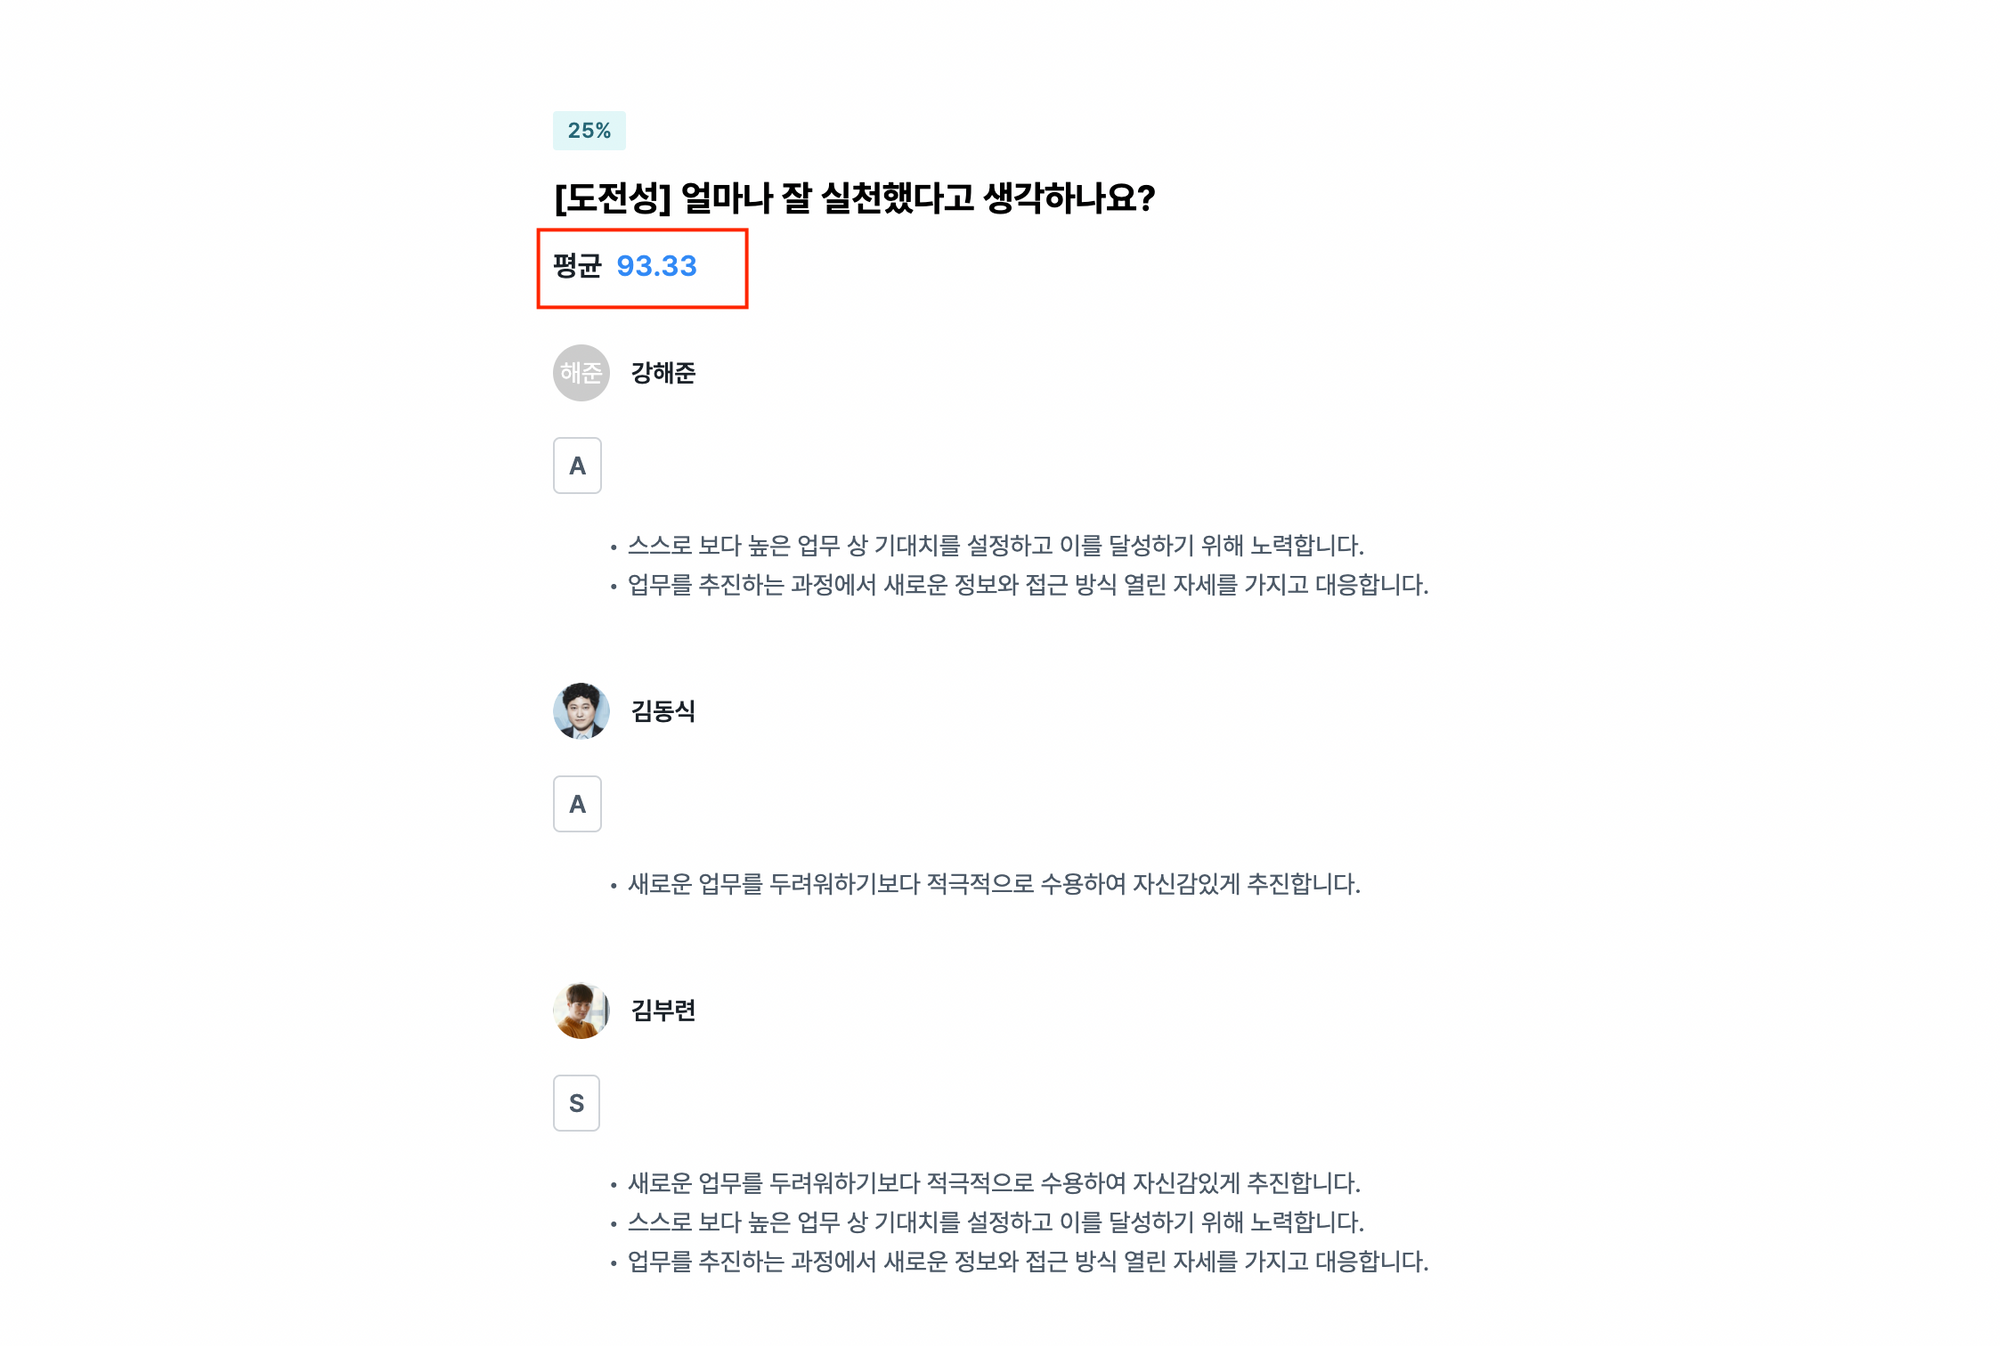 25%
[도전성] 얼마나 잘 실천했다고 생각하나요?
평균 93.33
해준 강해준
A
• 스스로 보다 높은 업무 상 기대치를 설정하고 이를 달성하기 위해 노력합니다.
• 업무를 추진하는 과정에서 새로운 정보와 접근 방식 열린 자세를 가지고 대응합니다.
김동식
A
• 새로운 업무를 두려워하기보다 적극적으로 수용하여 자신감있게 추진합니다.
김부련
S
• 새로운 업무를 두려워하기보다 적극적으로 수용하여 자신감있게 추진합니다.
• 스스로 보다 높은 업무 상 기대치를 설정하고 이를 달성하기 위해 노력합니다.
• 업무를 추진하는 과정에서 새로운 정보와 접근 방식 열린 자세를 가지고 대응합니다.